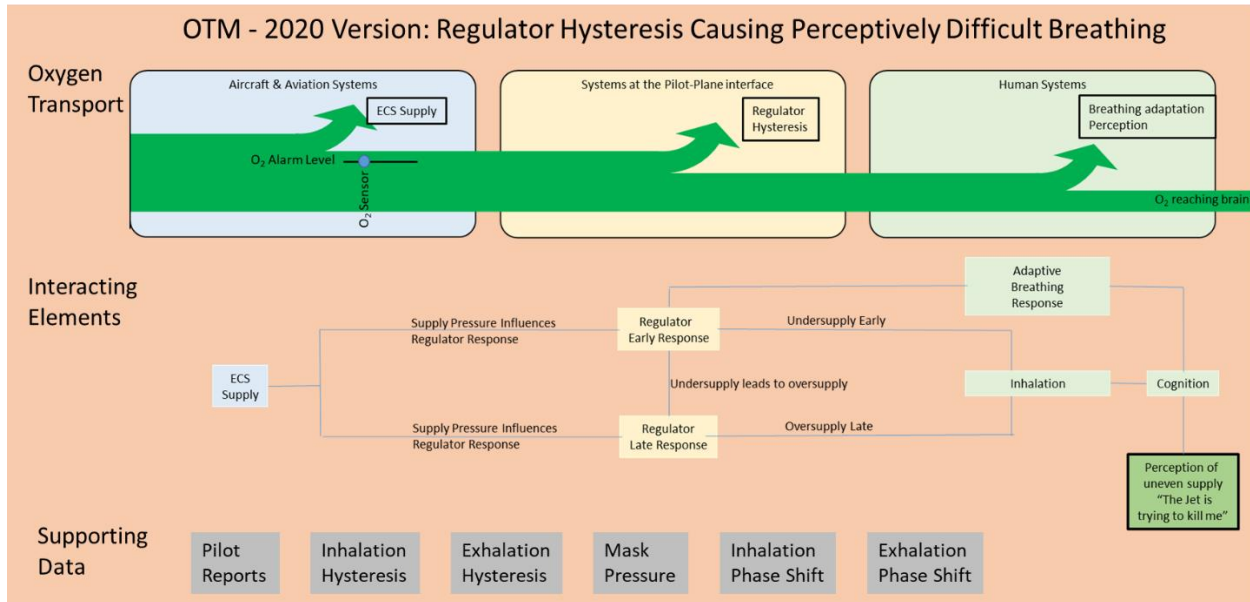 OTM - 2020 Version: Regulator Hysteresis Causing Perceptively Difficult Breathing
Oxygen
Transport
Aircraft & Aviation Systems
ECS Supply
O₂ Alarm Level
O₂ Sensor
Systems at the Pilot-Plane interface
Regulator
Hysteresis
Human Systems
Breathing adaptation
Perception
O₂ reaching brain
Interacting
Elements
Adaptive
Breathing
Response
Supply Pressure Influences
Regulator Response
Regulator
Early Response
Undersupply Early
ECS
Supply
Undersupply leads to oversupply
Inhalation
Cognition
Supply Pressure Influences
Regulator Response
Regulator
Late Response
Oversupply Late
Perception of
uneven supply
“The Jet is
trying to kill me”
Supporting
Data
Pilot
Reports
Inhalation
Hysteresis
Exhalation
Hysteresis
Mask
Pressure
Inhalation
Phase Shift
Exhalation
Phase Shift